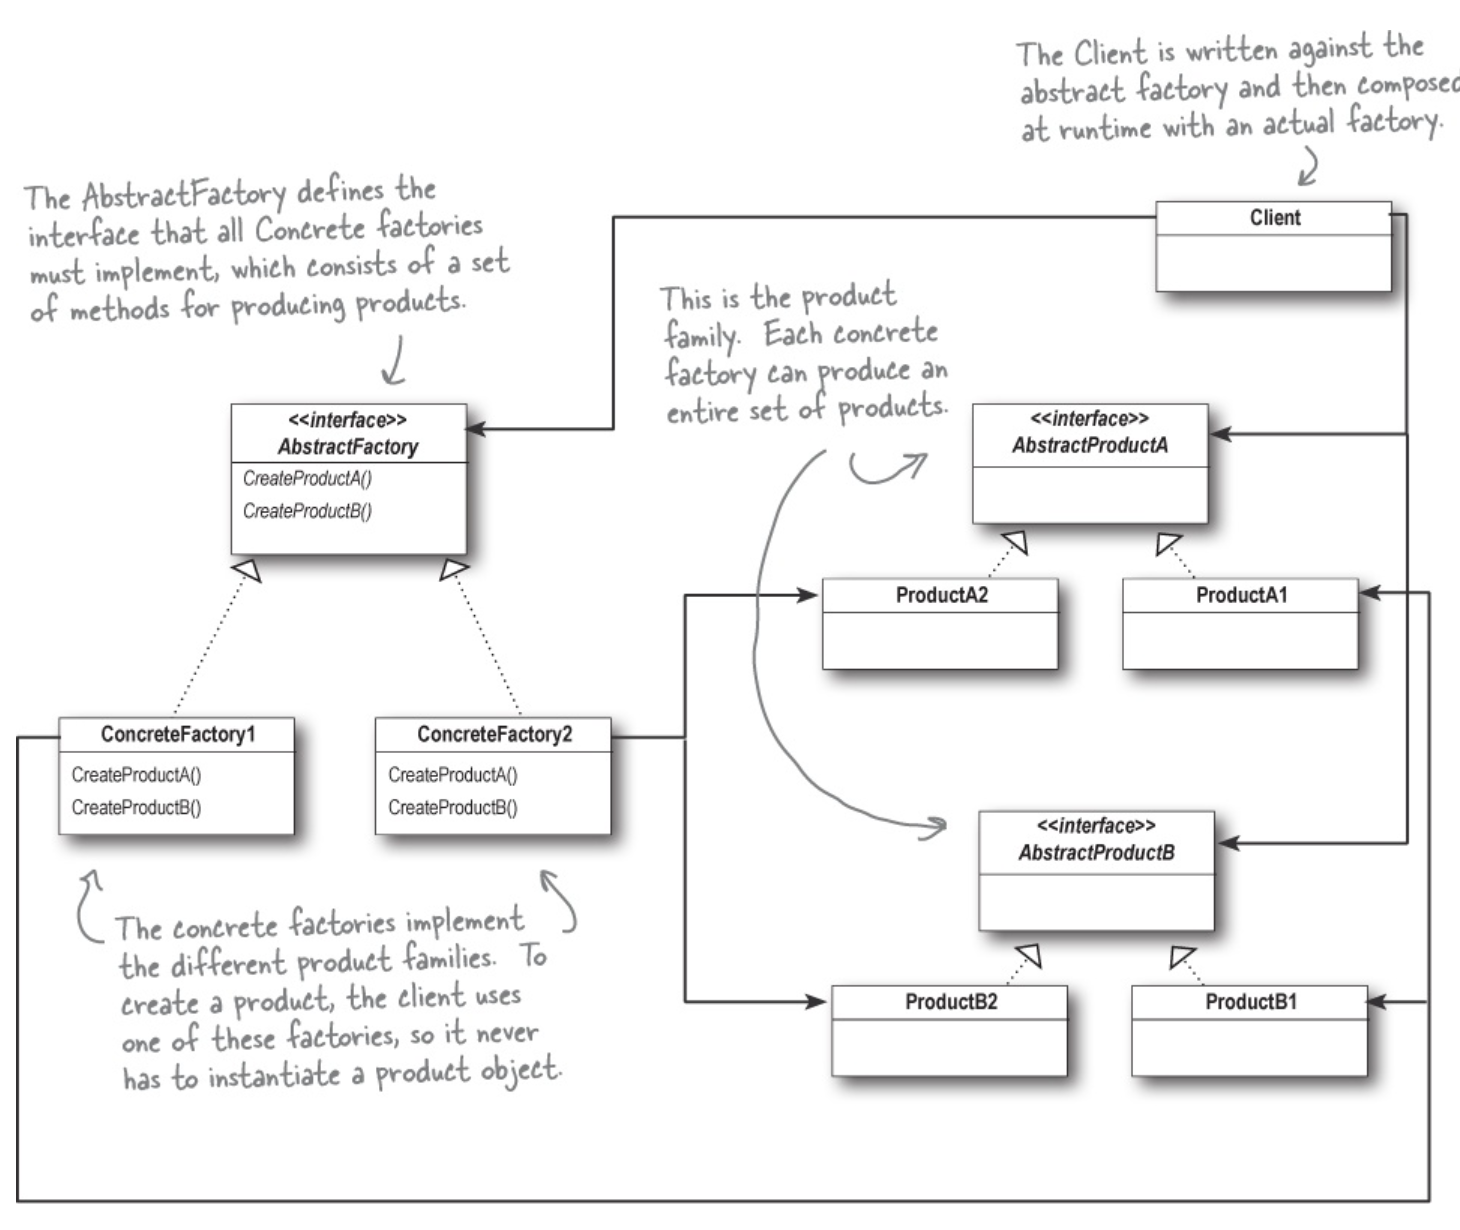 The Client is written against the
abstract factory and then composed
at runtime with an actual factory.
The AbstractFactory defines the
interface that all Concrete factories
must implement, which consists of a set
of methods for producing products.
Client
This is the product
family. Each concrete
factory can produce an
entire set of products.
<<interface>>
AbstractFactory
CreateProductA()
CreateProductB()
<<interface>>
AbstractProductA
ProductA2
ProductA1
ConcreteFactory1
CreateProductA()
CreateProductB()
ConcreteFactory2
CreateProductA()
CreateProductB()
<<interface>>
AbstractProductB
The concrete factories implement
the different product families. To
create a product, the client uses
one of these factories, so it never
has to instantiate a product object.
ProductB2
ProductB1